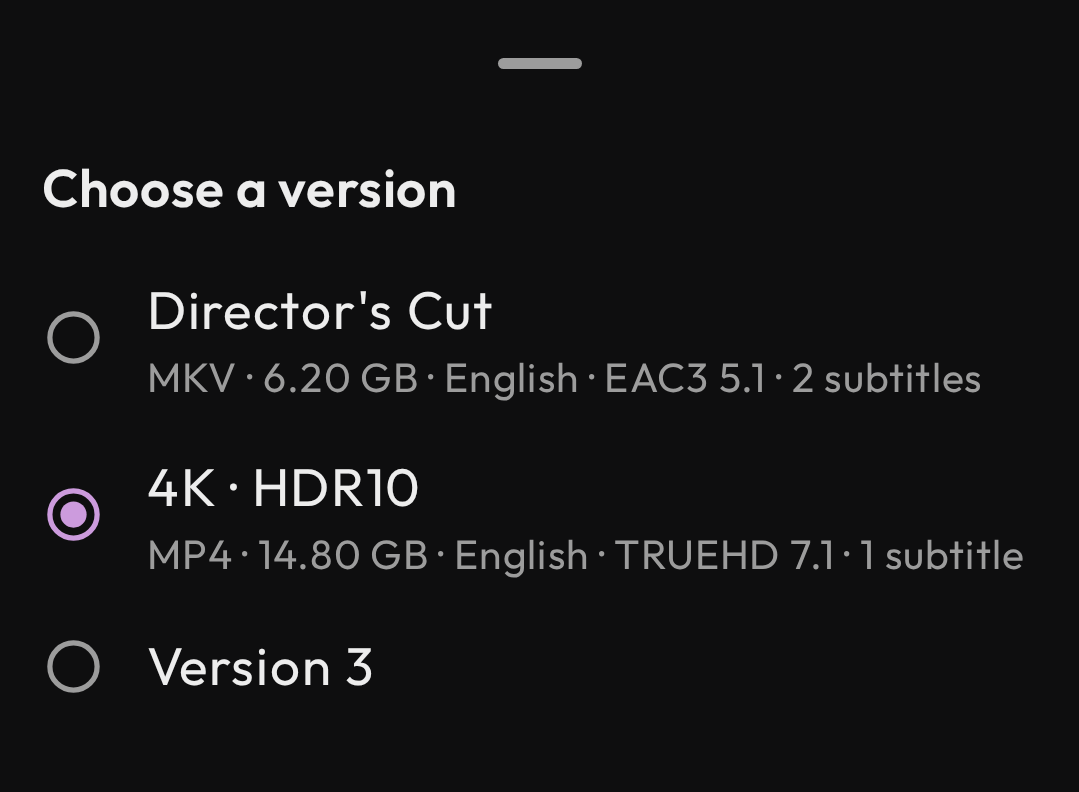 Choose a version
Director's Cut
MKV · 6.20 GB · English · EAC3 5.1 · 2 subtitles
4K · HDR10
MP4 · 14.80 GB · English · TRUEHD 7.1 · 1 subtitle
Version 3